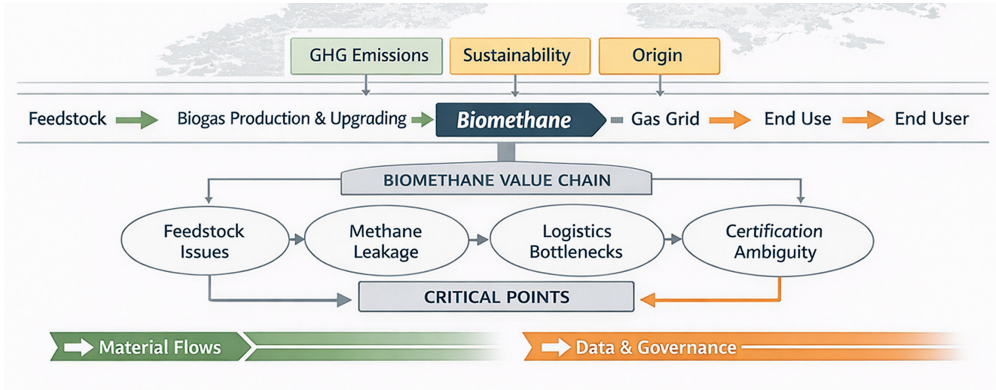 GHG Emissions
Sustainability
Origin
Feedstock
Biogas Production & Upgrading
Biomethane
Gas Grid
End Use
End User
BIOMETHANE VALUE CHAIN
Feedstock
Issues
Methane
Leakage
Logistics
Bottlenecks
Certification
Ambiguity
CRITICAL POINTS
Material Flows
Data & Governance